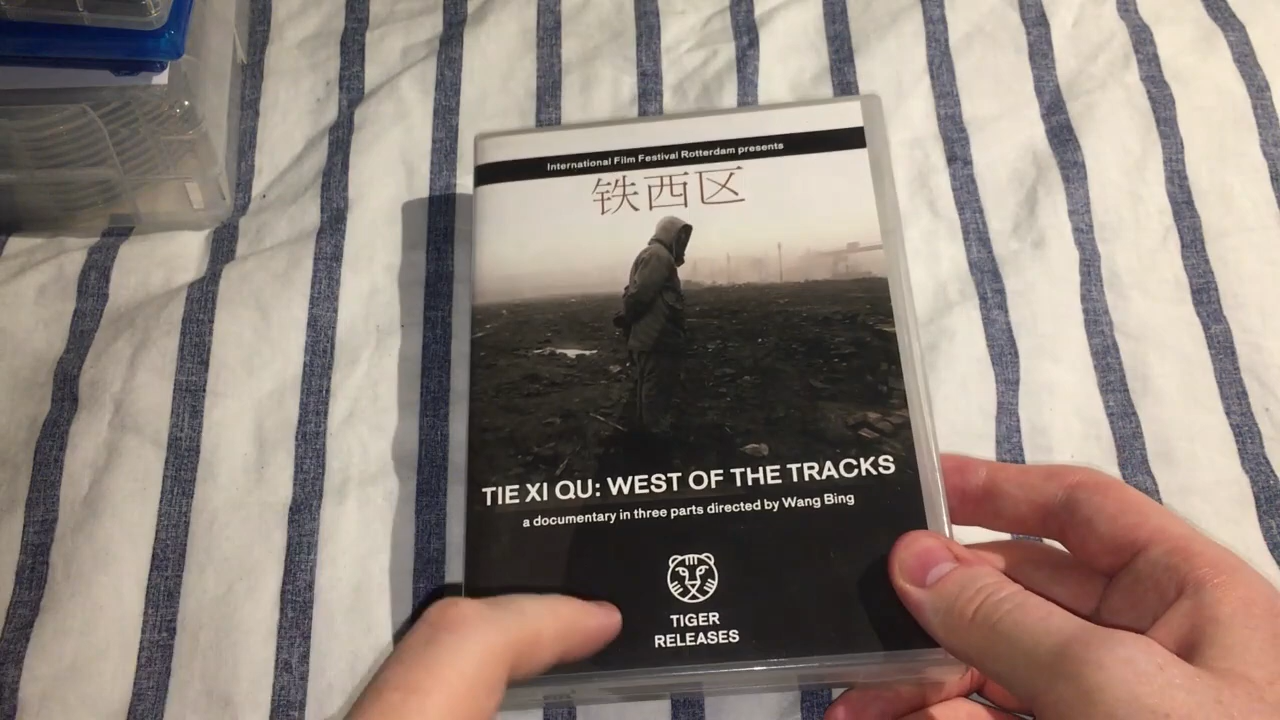 International Film Festival Rotterdam presents
铁西区
TIE XI QU: WEST OF THE TRACKS
a documentary in three parts directed by Wang Bing
TIGER
RELEASES